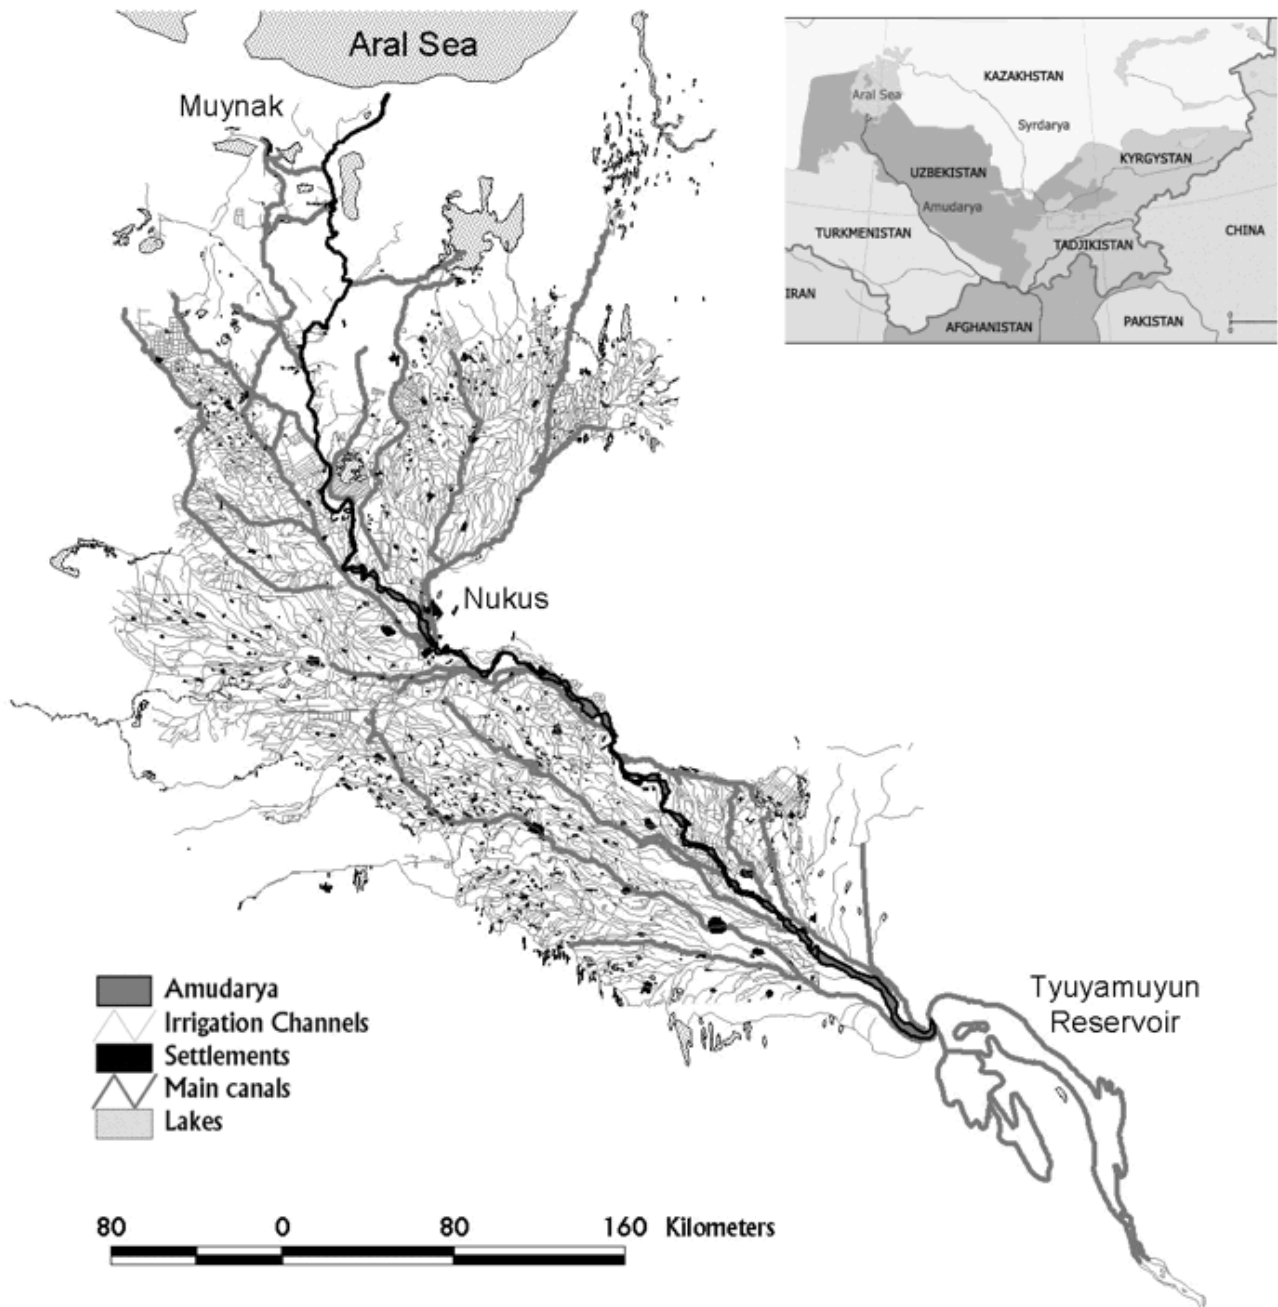 Aral Sea
Muynak
KAZAKHSTAN
Aral Sea
Syrdarya
KYRGYSTAN
UZBEKISTAN
Amudarya
TURKMENISTAN
TADJIKISTAN
CHINA
IRAN
AFGHANISTAN
PAKISTAN
Nukus
Tyuyamuyun
Reservoir
Amudarya
Irrigation Channels
Settlements
Main canals
Lakes
80 0 80 160 Kilometers